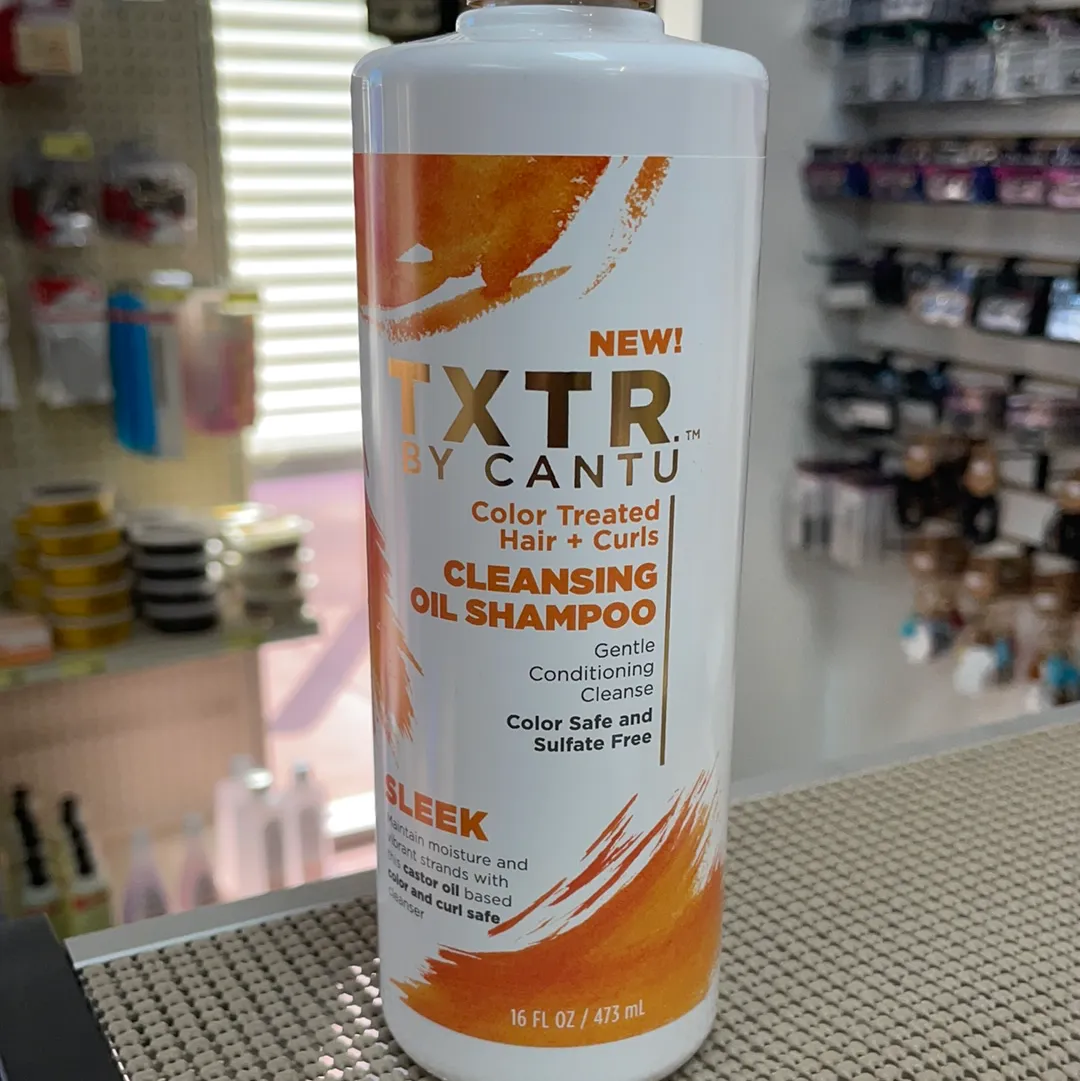 NEW!
TXTR.™
BY CANTU
Color Treated
Hair + Curls
CLEANSING
OIL SHAMPOO
Gentle
Conditioning
Cleanse
Color Safe and
Sulfate Free
SLEEK
Maintain moisture and
vibrant strands with
this castor oil based
color and curl safe
cleanser
16 FL OZ / 473 mL